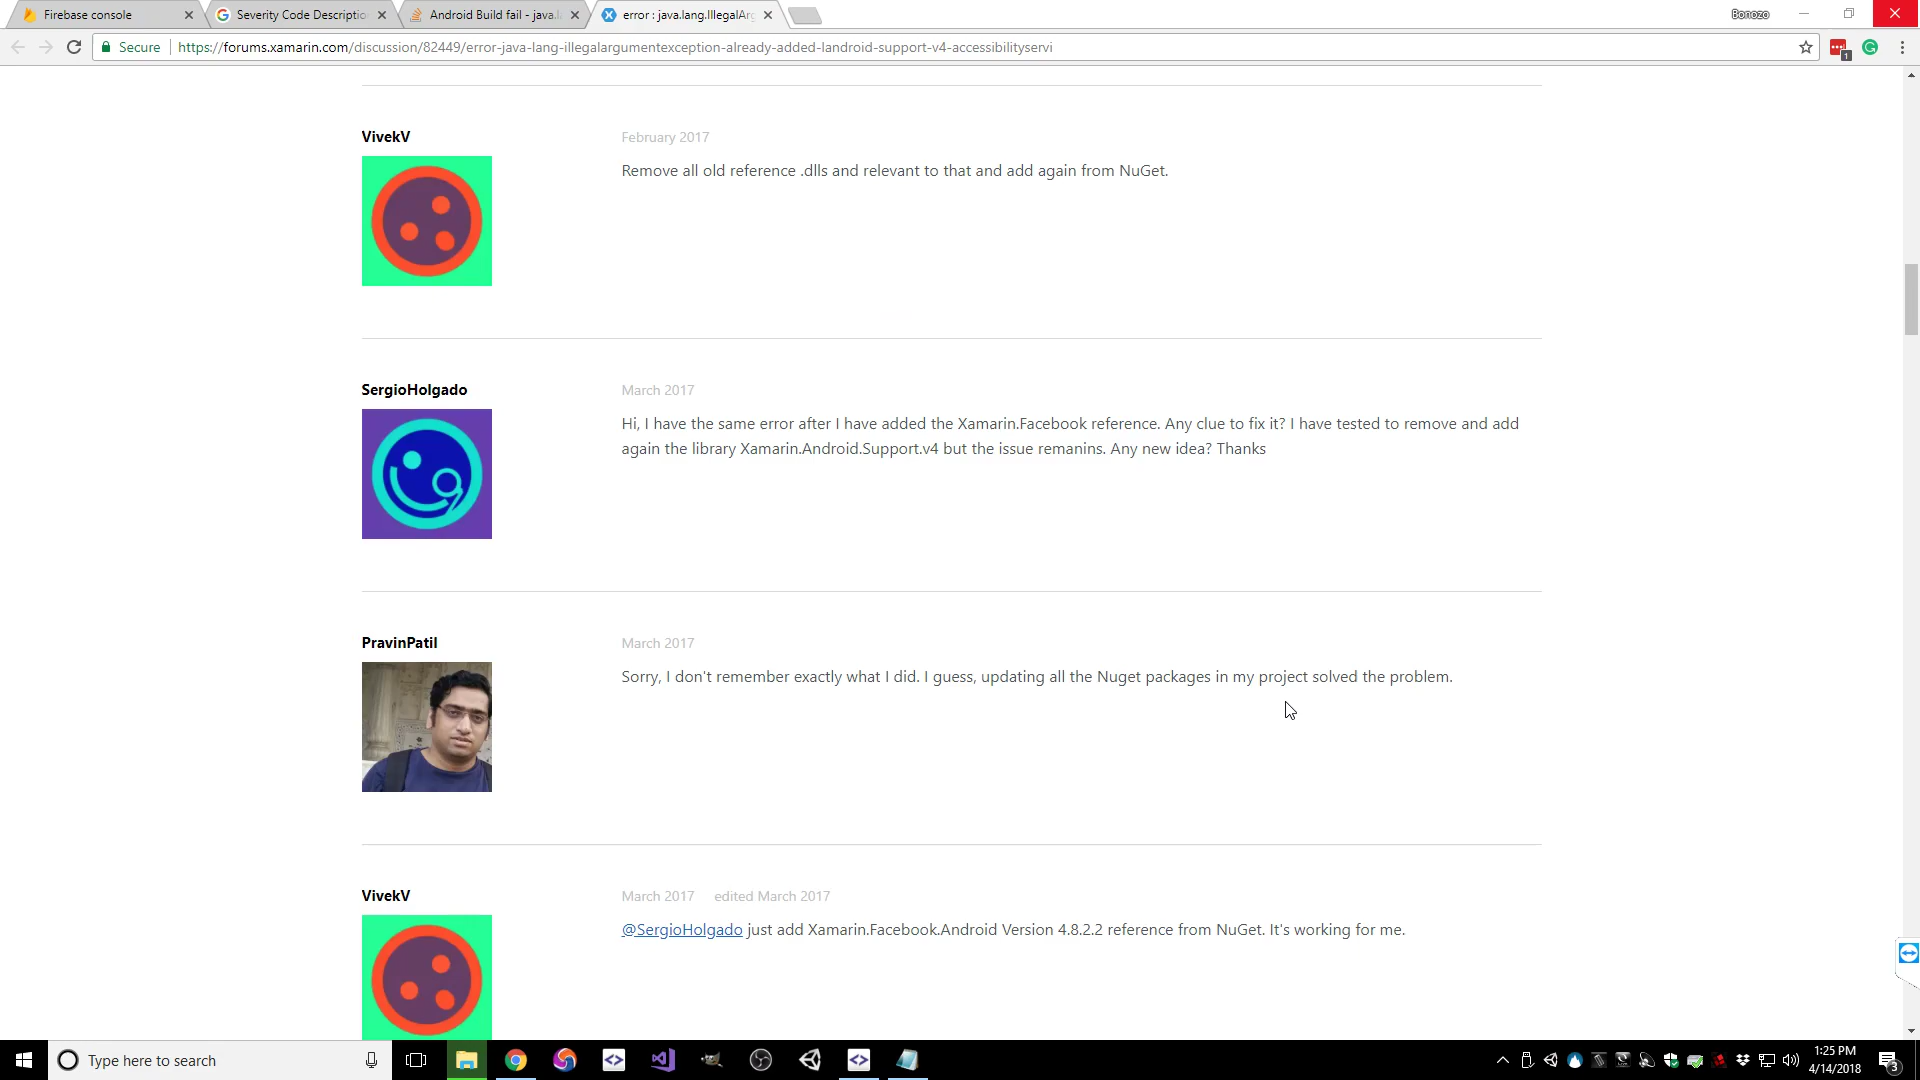 Firebase console
Severity Code Descriptio
Android Build fail - java.l
error : java.lang.IllegalArg
Bonozo
Secure
https://forums.xamarin.com/discussion/82449/error-java-lang-illegalargumentexception-already-added-landroid-support-v4-accessibilityservi
1
VivekV
February 2017
Remove all old reference .dlls and relevant to that and add again from NuGet.
SergioHolgado
March 2017
Hi, I have the same error after I have added the Xamarin.Facebook reference. Any clue to fix it? I have tested to remove and add
again the library Xamarin.Android.Support.v4 but the issue remanins. Any new idea? Thanks
PravinPatil
March 2017
Sorry, I don't remember exactly what I did. I guess, updating all the Nuget packages in my project solved the problem.
VivekV
March 2017 edited March 2017
@SergioHolgado just add Xamarin.Facebook.Android Version 4.8.2.2 reference from NuGet. It's working for me.
Type here to search
1:25 PM
4/14/2018
3